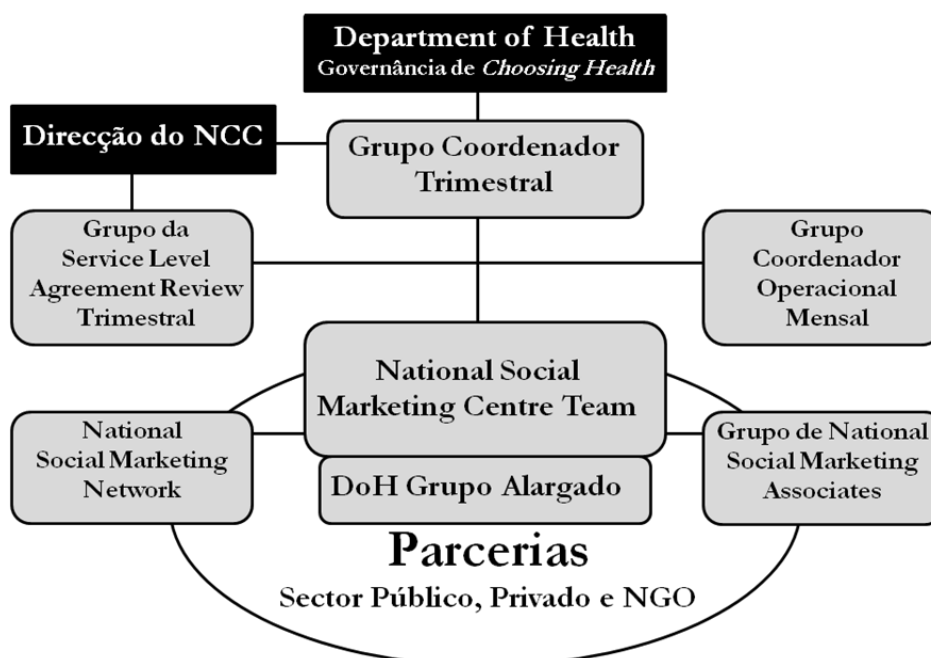 Department of Health
Governância de Choosing Health
Direcção do NCC
Grupo Coordenador
Trimestral
Grupo da
Service Level
Agreement Review
Trimestral
Grupo
Coordenador
Operacional
Mensal
National Social
Marketing Centre Team
National
Social Marketing
Network
Grupo de National
Social Marketing
Associates
DoH Grupo Alargado
Parcerias
Sector Público, Privado e NGO